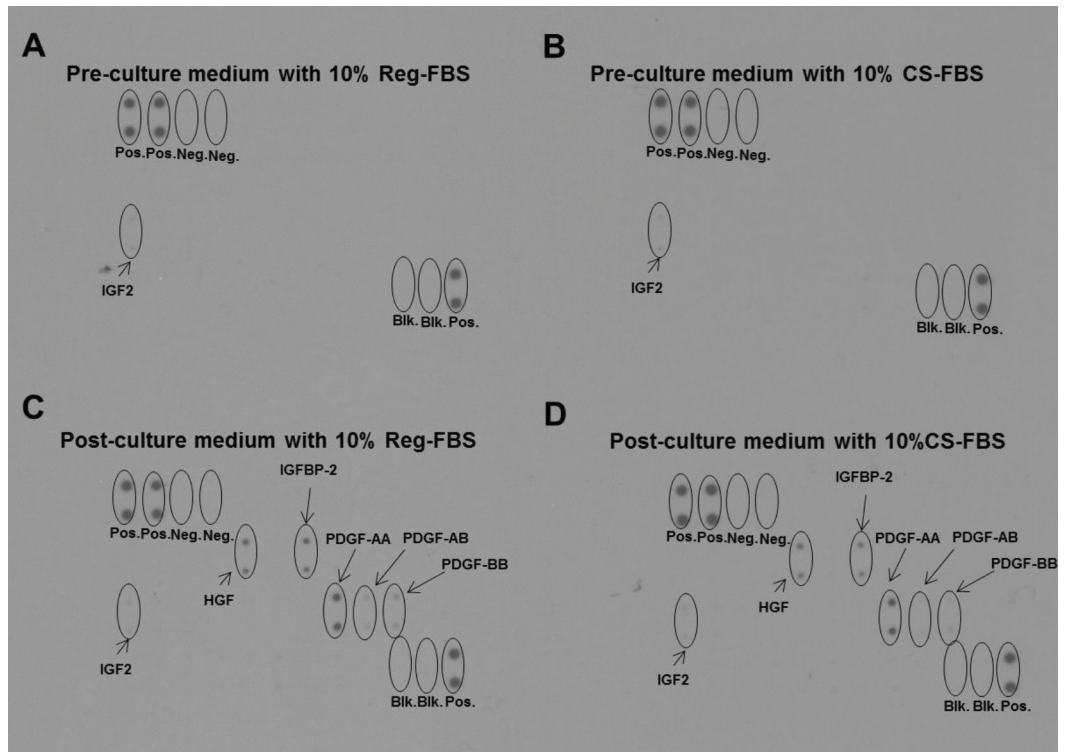 A
Pre-culture medium with 10% Reg-FBS
Pos. Pos. Neg. Neg.
IGF2
Blk. Blk. Pos.
B
Pre-culture medium with 10% CS-FBS
Pos. Pos. Neg. Neg.
IGF2
Blk. Blk. Pos.
C
Post-culture medium with 10% Reg-FBS
IGFBP-2
Pos. Pos. Neg. Neg.
PDGF-AA PDGF-AB
PDGF-BB
HGF
IGF2
Blk. Blk. Pos.
D
Post-culture medium with 10%CS-FBS
IGFBP-2
Pos. Pos. Neg. Neg.
PDGF-AA PDGF-AB
PDGF-BB
HGF
IGF2
Blk. Blk. Pos.